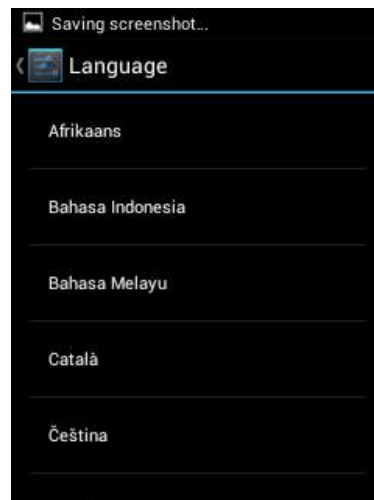 Saving screenshot...
Language
Afrikaans
Bahasa Indonesia
Bahasa Melayu
Català
Čeština